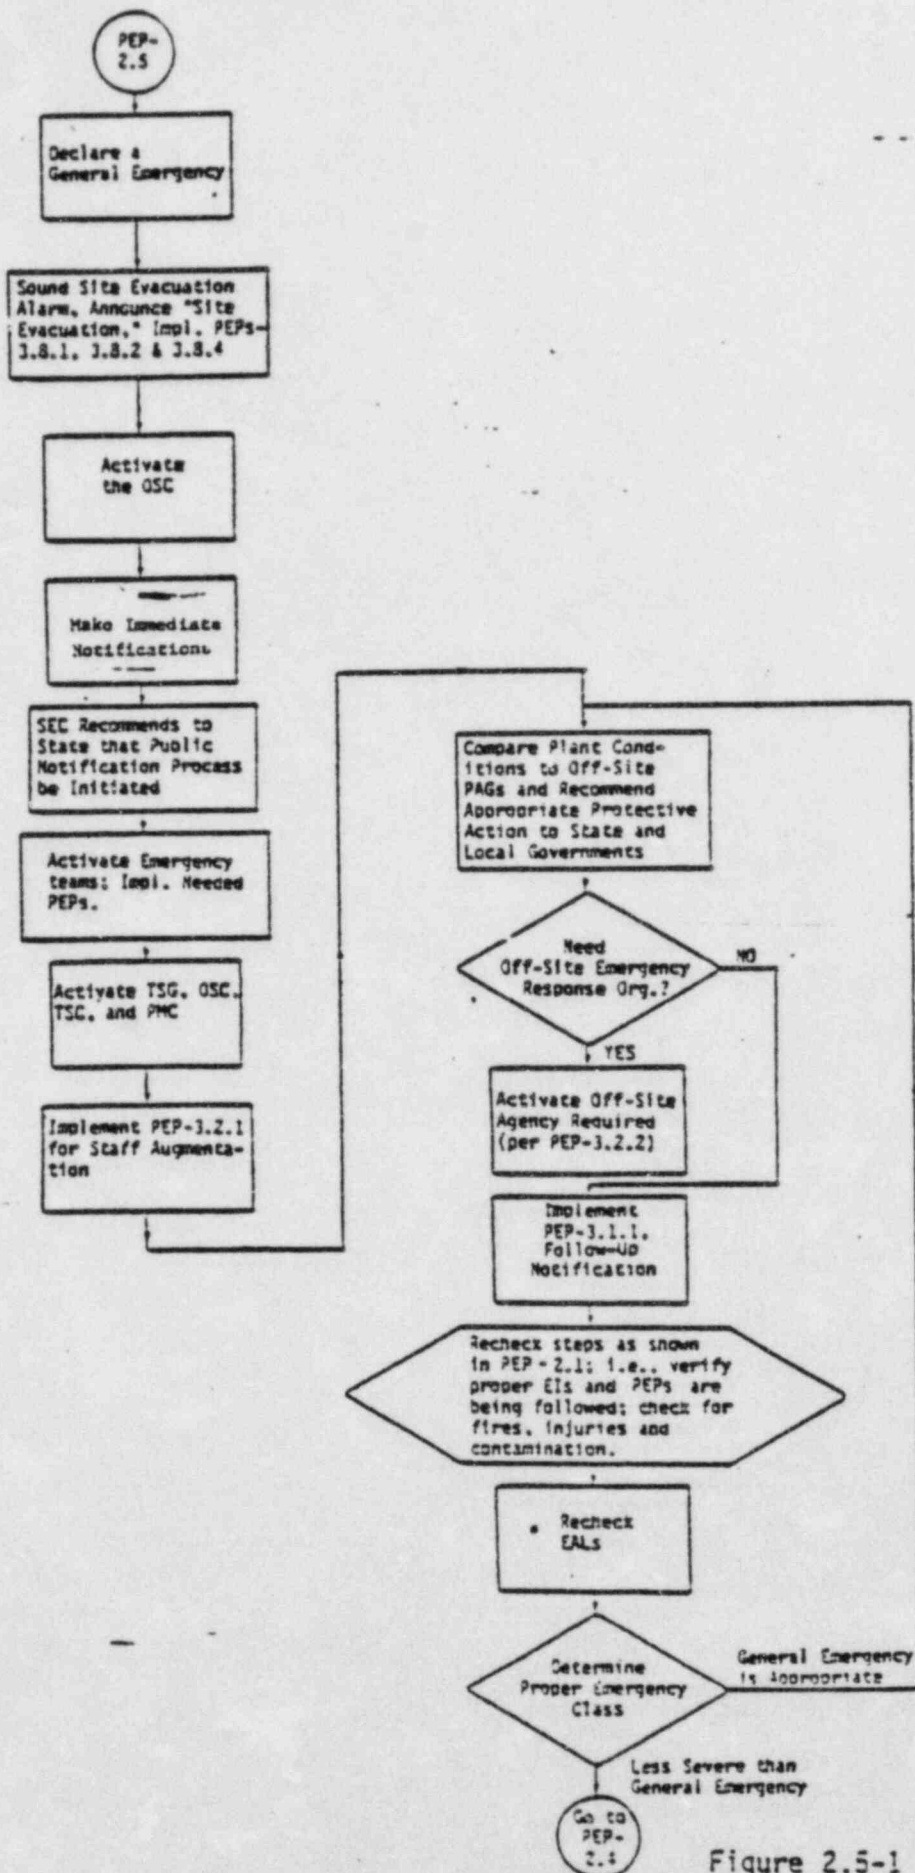 PEP-
2.5
Declare a
General Emergency
Sound Site Evacuation
Alarm, Announce "Site
Evacuation," Impl. PEPs-
3.8.1, 3.8.2 & 3.8.4
Activate
the OSC
Make Immediate
Notifications
SEC Recommends to
State that Public
Notification Process
be Initiated
Activate Emergency
teams; Impl. Needed
PEPs.
Activate TSG, OSC,
TSC, and PMC
Implement PEP-3.2.1
for Staff Augmenta-
tion
Compare Plant Cond-
itions to Off-Site
PAGs and Recommend
Appropriate Protective
Action to State and
Local Governments
Need
Off-Site Emergency
Response Org.?
NO
YES
Activate Off-Site
Agency Required
(per PEP-3.2.2)
Implement
PEP-3.1.1,
Follow-Up
Notification
Recheck steps as shown
in PEP-2.1; i.e., verify
proper EIs and PEPs are
being followed; check for
fires, injuries and
contamination.
Recheck
EALs
Determine
Proper Emergency
Class
General Emergency
is Appropriate
Less Severe than
General Emergency
Go to
PEP-
2.4
Figure 2.5-1